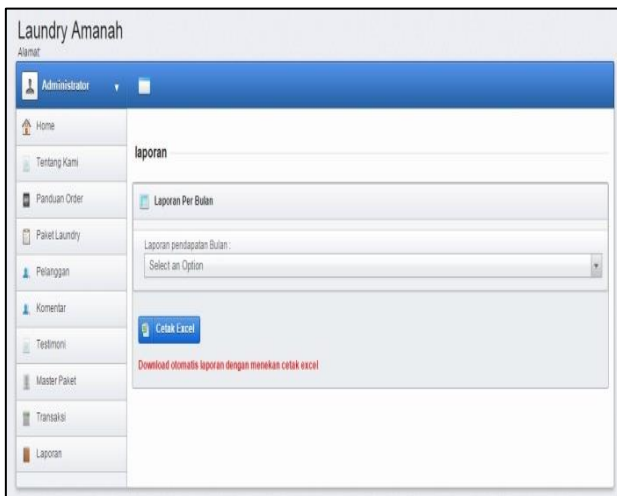 Laundry Amanah
Alamat
Administrator
Home
Tentang Kami
Panduan Order
Paket Laundry
Pelanggan
Komentar
Testimoni
Master Paket
Transaksi
Laporan
laporan
Laporan Per Bulan
Laporan pendapatan Bulan :
Select an Option
Cetak Excel
Download otomatis laporan dengan menekan cetak excel